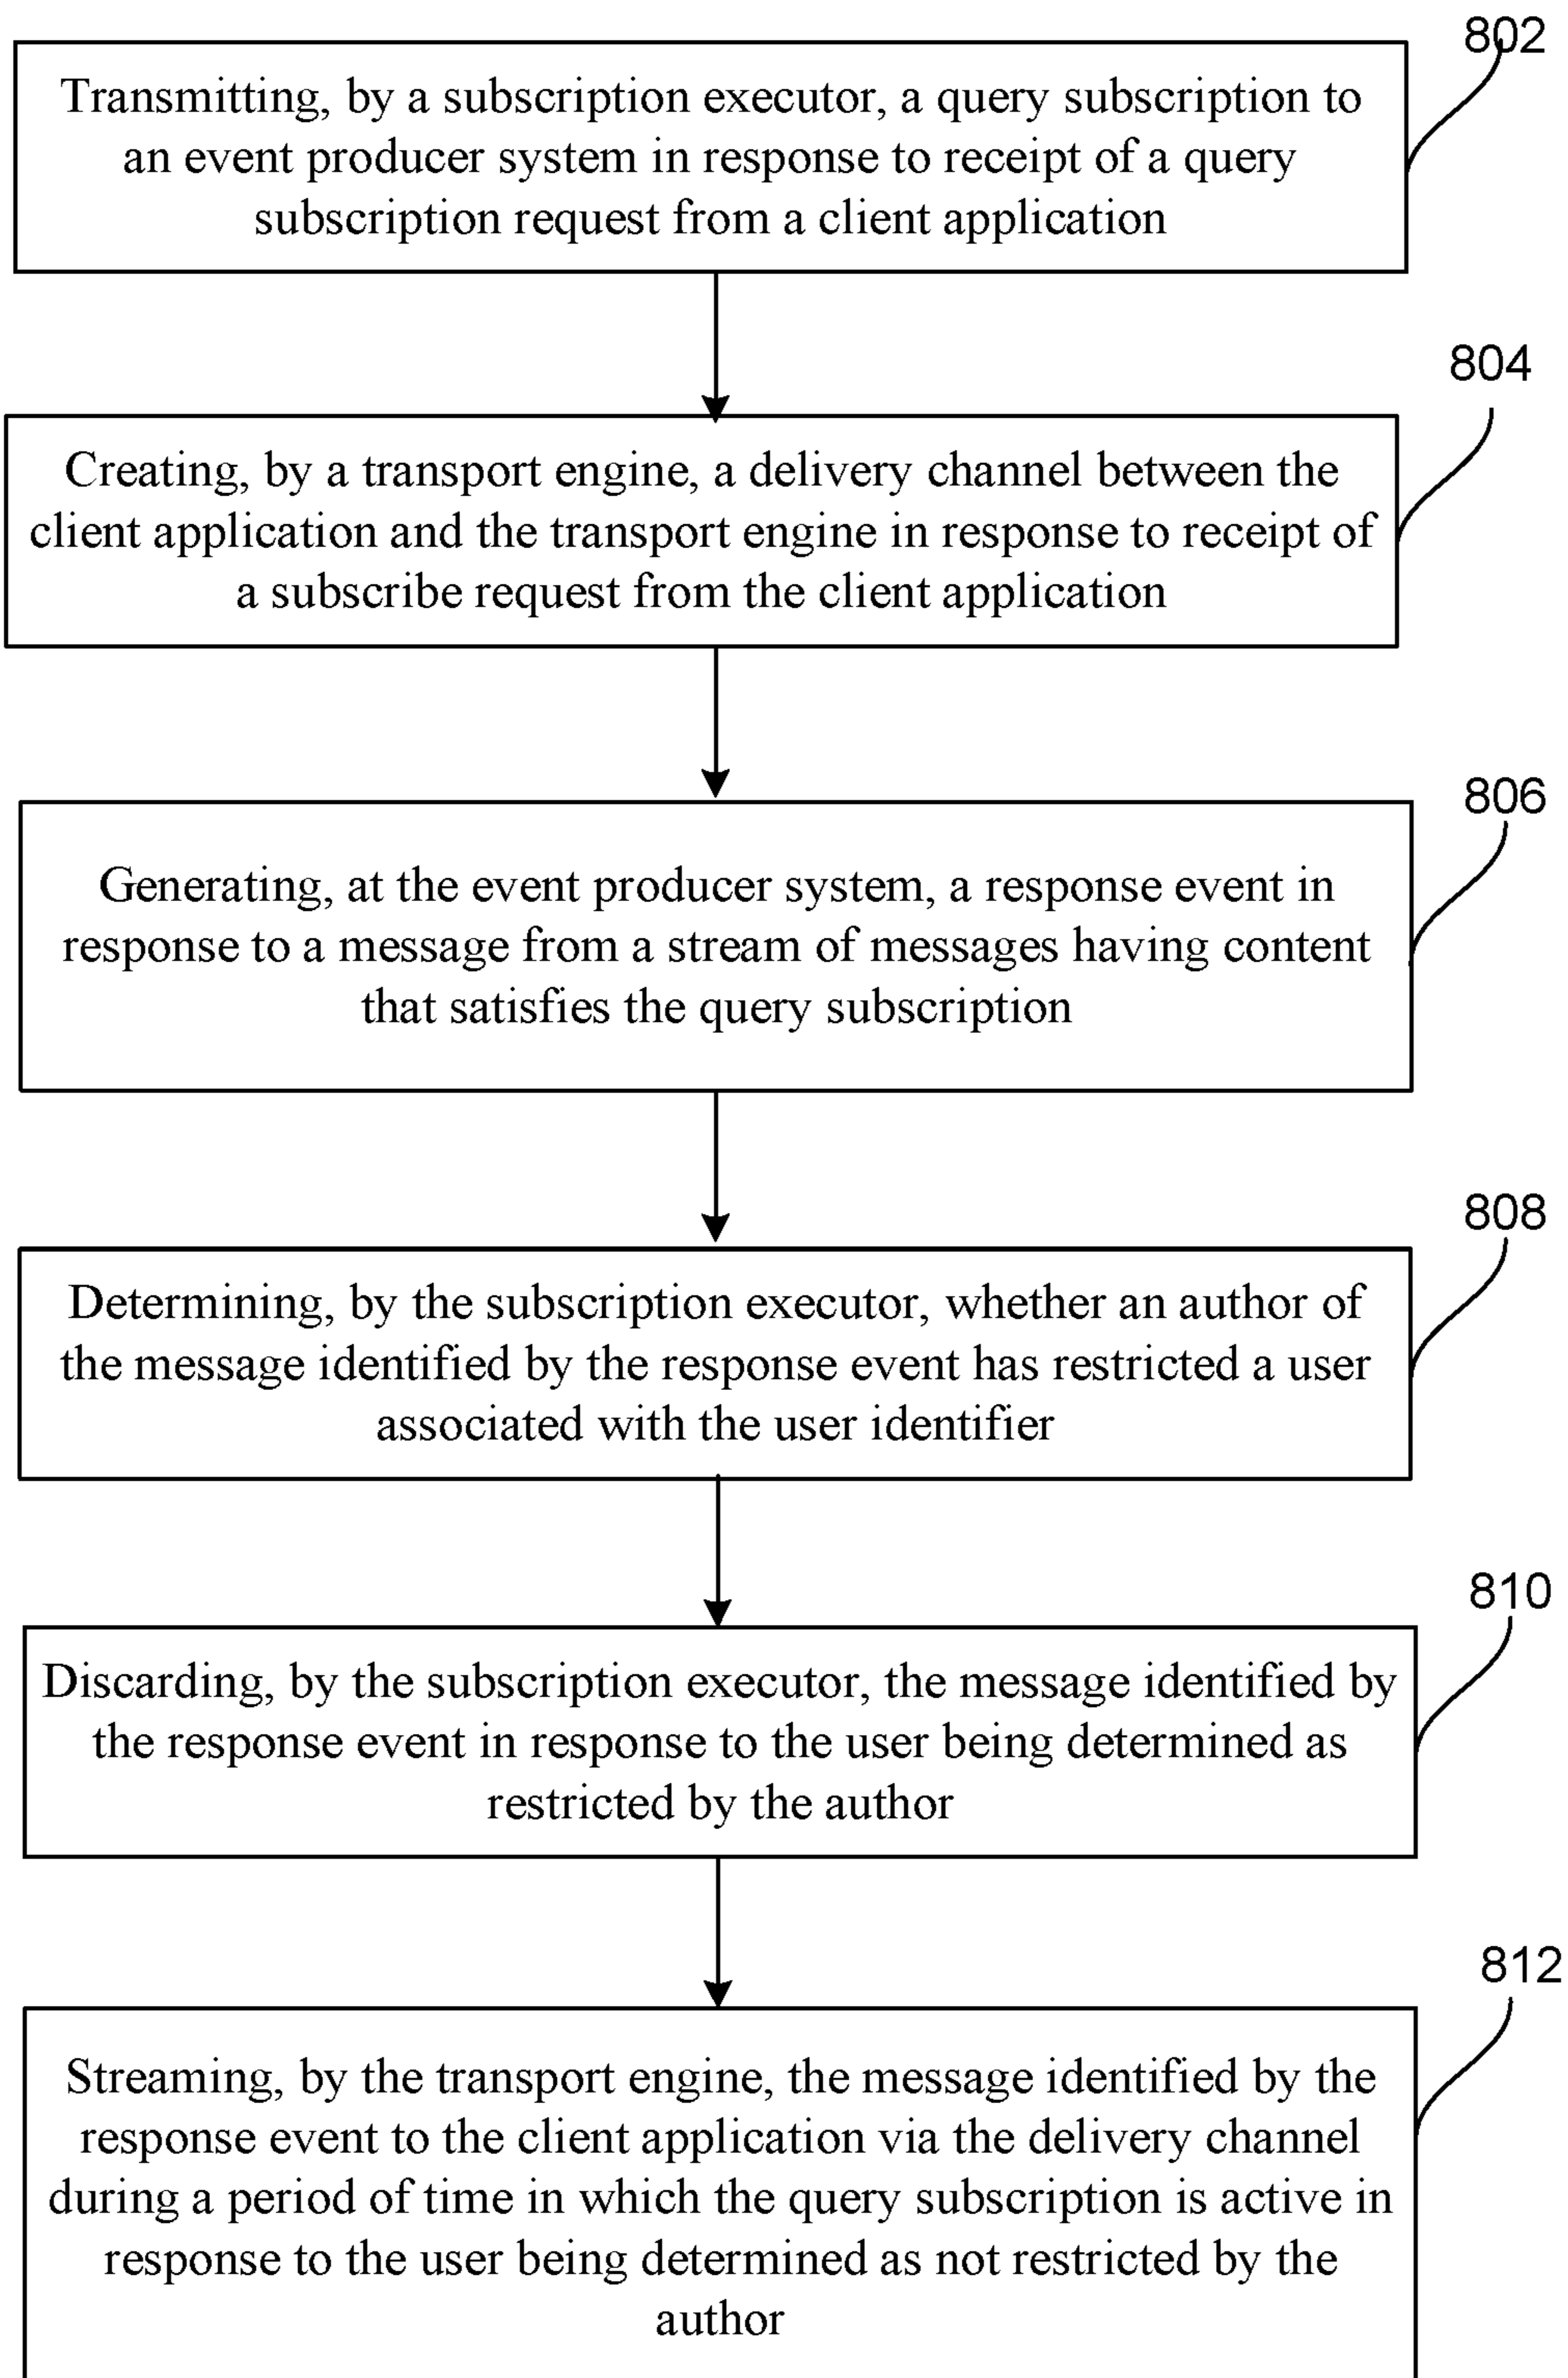 802
Transmitting, by a subscription executor, a query subscription to
an event producer system in response to receipt of a query
subscription request from a client application
804
Creating, by a transport engine, a delivery channel between the
client application and the transport engine in response to receipt of
a subscribe request from the client application
806
Generating, at the event producer system, a response event in
response to a message from a stream of messages having content
that satisfies the query subscription
808
Determining, by the subscription executor, whether an author of
the message identified by the response event has restricted a user
associated with the user identifier
810
Discarding, by the subscription executor, the message identified by
the response event in response to the user being determined as
restricted by the author
812
Streaming, by the transport engine, the message identified by the
response event to the client application via the delivery channel
during a period of time in which the query subscription is active in
response to the user being determined as not restricted by the
author